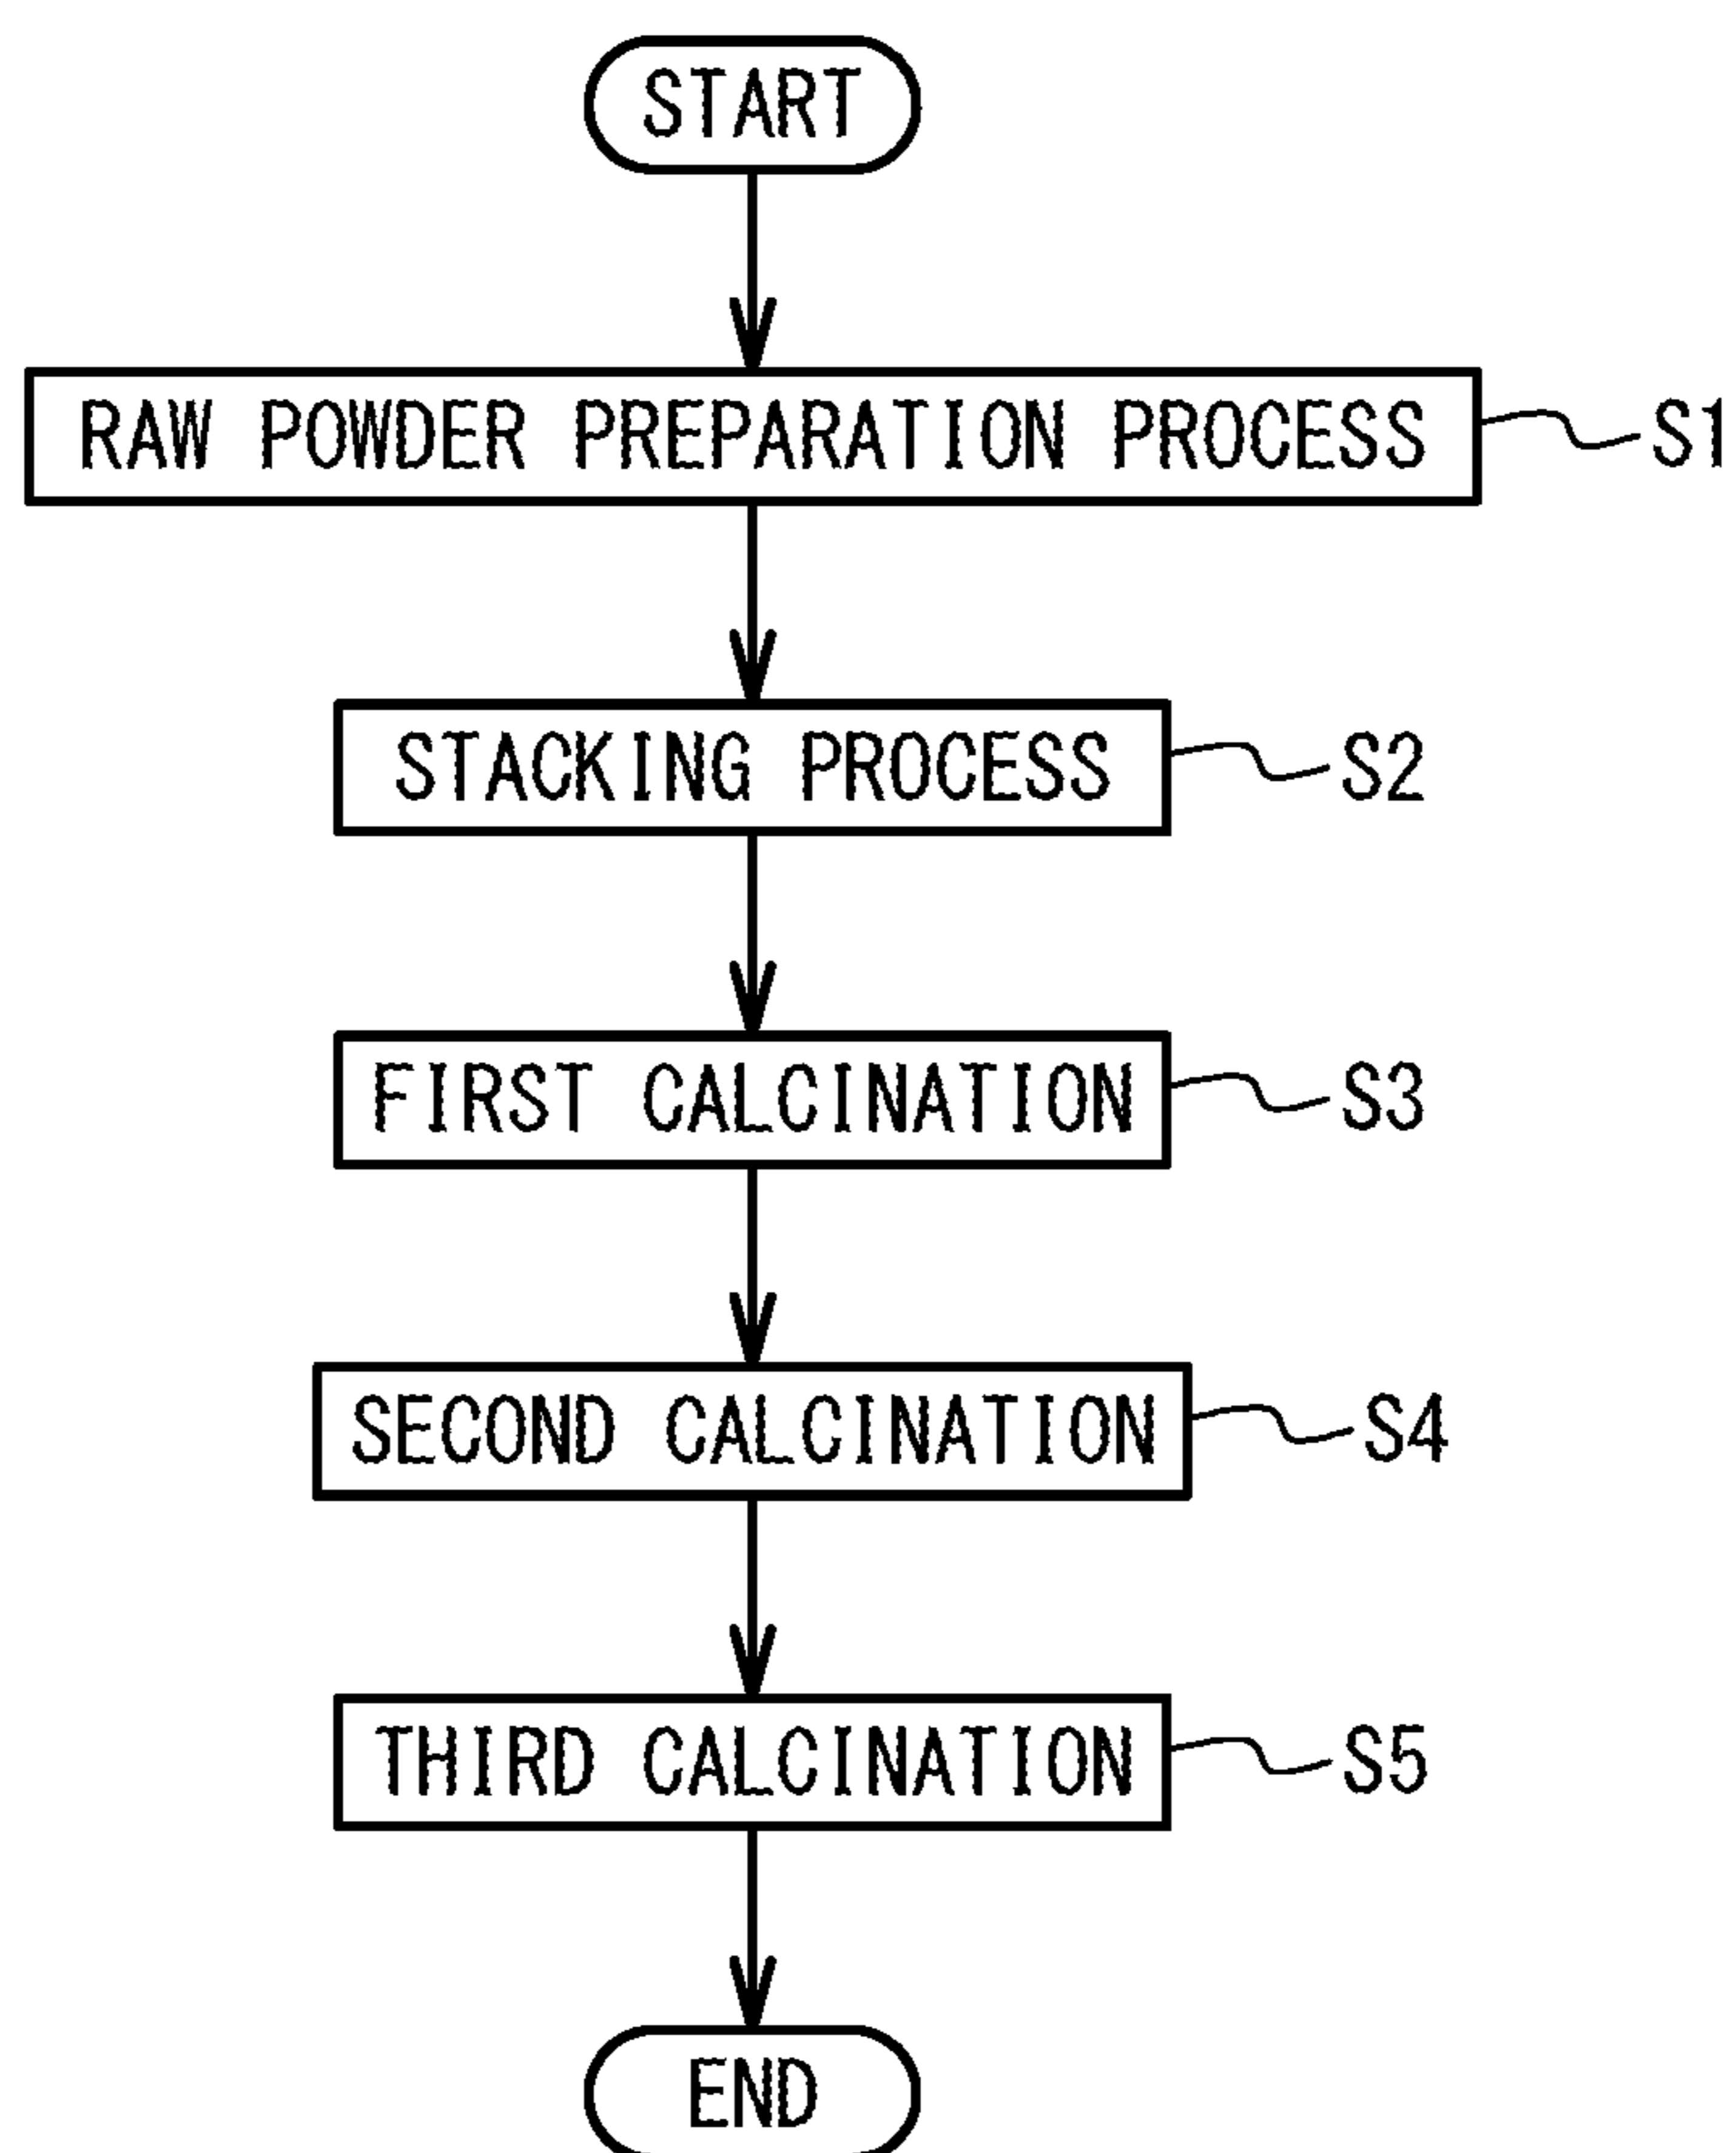 START
RAW POWDER PREPARATION PROCESS S1
STACKING PROCESS S2
FIRST CALCINATION S3
SECOND CALCINATION S4
THIRD CALCINATION S5
END